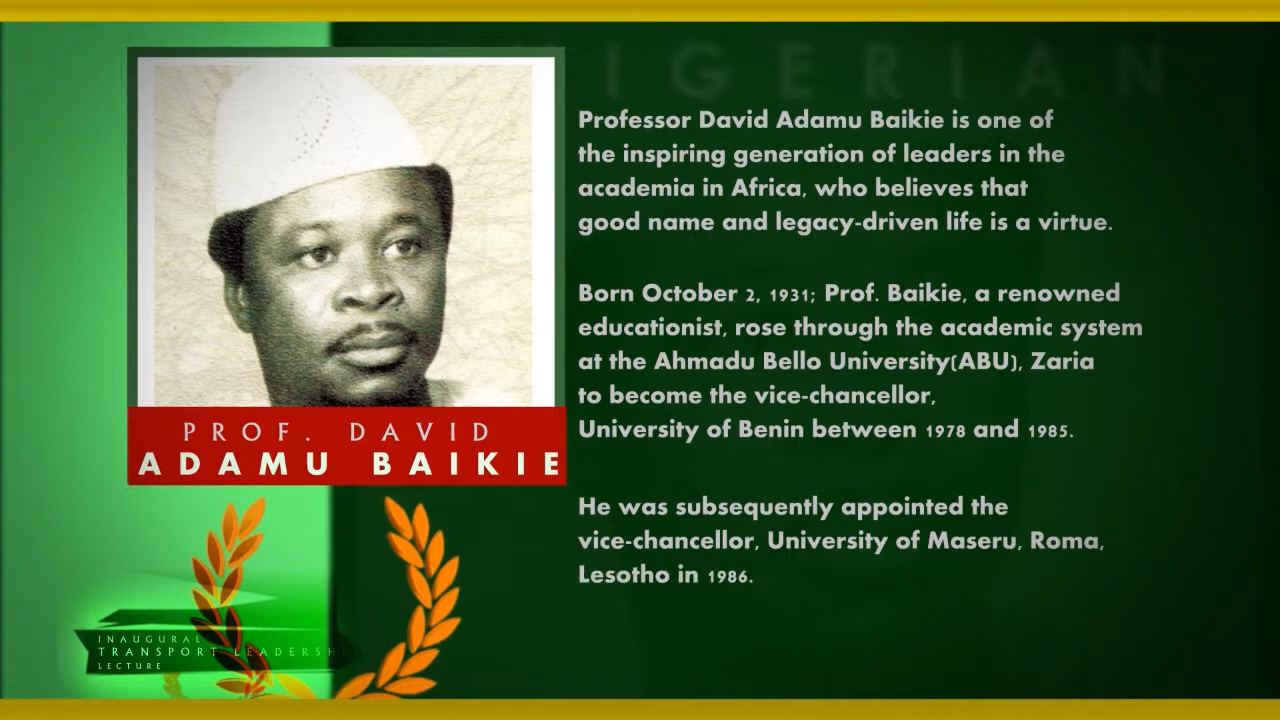 NIGERIAN
Professor David Adamu Baikie is one of
the inspiring generation of leaders in the
academia in Africa, who believes that
good name and legacy-driven life is a virtue.
Born October 2, 1931; Prof. Baikie, a renowned
educationist, rose through the academic system
at the Ahmadu Bello University(ABU), Zaria
to become the vice-chancellor,
University of Benin between 1978 and 1985.
He was subsequently appointed the
vice-chancellor, University of Maseru, Roma,
Lesotho in 1986.
PROF. DAVID
ADAMU BAIKIE
INAUGURAL
TRANSPORT LEADERSHIP
LECTURE